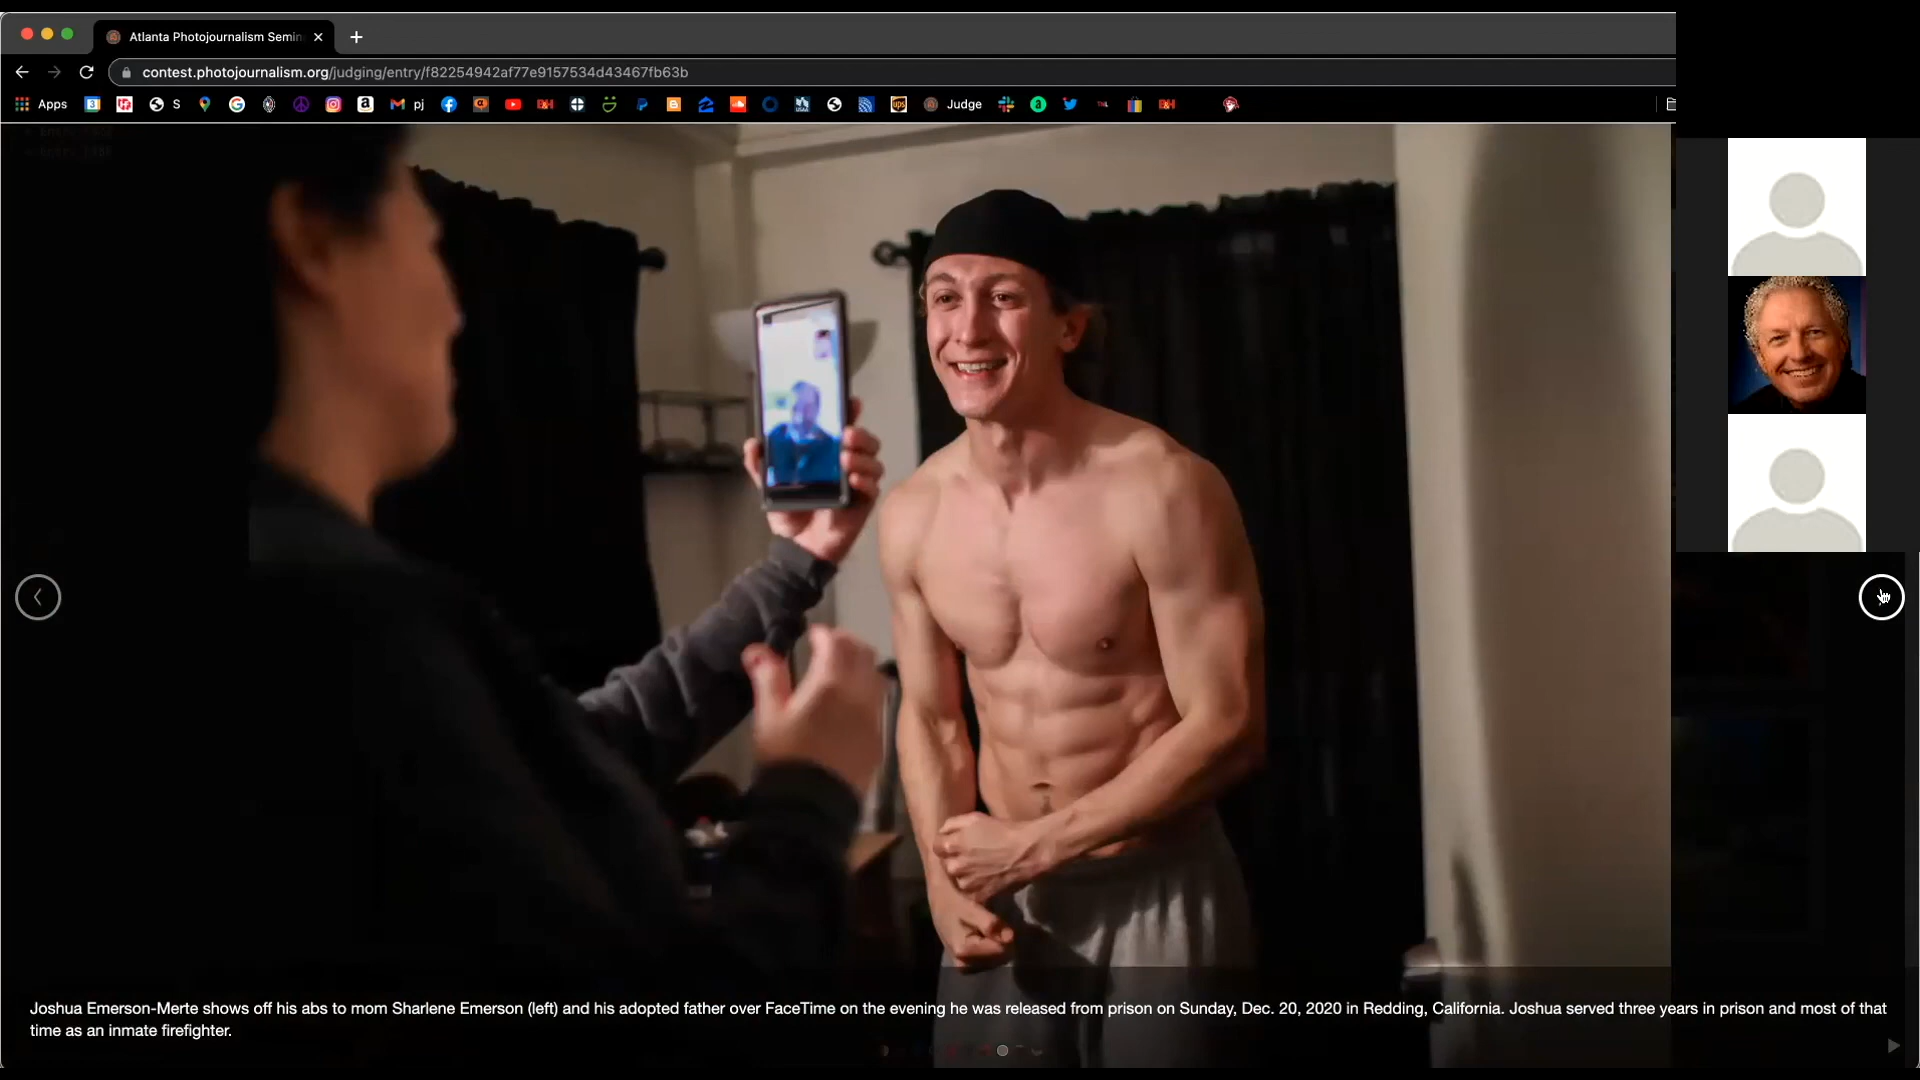 Atlanta Photojournalism Semin
contest.photojournalism.org/judging/entry/f82254942af77e9157534d43467fb63b
Apps S pj Judge
Joshua Emerson-Merte shows off his abs to mom Sharlene Emerson (left) and his adopted father over FaceTime on the evening he was released from prison on Sunday, Dec. 20, 2020 in Redding, California. Joshua served three years in prison and most of that
time as an inmate firefighter.